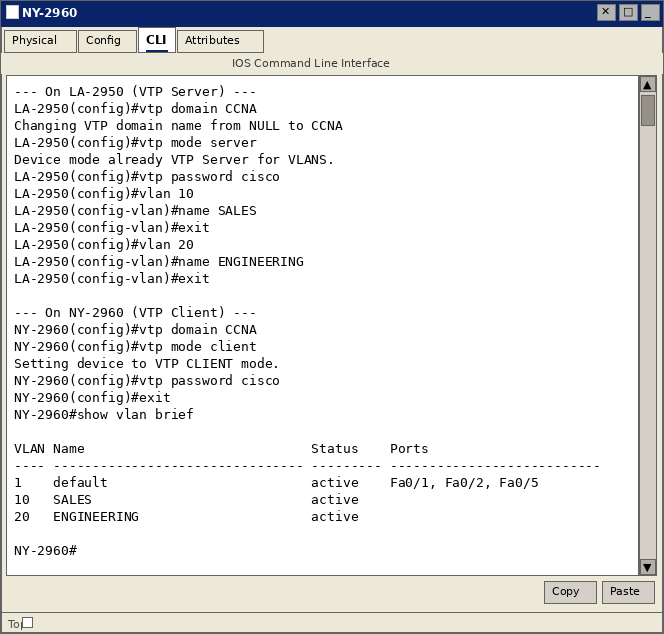 NY-2960
Physical Config CLI Attributes
IOS Command Line Interface
--- On LA-2950 (VTP Server) ---
LA-2950(config)#vtp domain CCNA
Changing VTP domain name from NULL to CCNA
LA-2950(config)#vtp mode server
Device mode already VTP Server for VLANS.
LA-2950(config)#vtp password cisco
LA-2950(config)#vlan 10
LA-2950(config-vlan)#name SALES
LA-2950(config-vlan)#exit
LA-2950(config)#vlan 20
LA-2950(config-vlan)#name ENGINEERING
LA-2950(config-vlan)#exit
--- On NY-2960 (VTP Client) ---
NY-2960(config)#vtp domain CCNA
NY-2960(config)#vtp mode client
Setting device to VTP CLIENT mode.
NY-2960(config)#vtp password cisco
NY-2960(config)#exit
NY-2960#show vlan brief
VLAN Name                             Status    Ports
---- -------------------------------- --------- ---------------------------
1    default                          active    Fa0/1, Fa0/2, Fa0/5
10   SALES                            active
20   ENGINEERING                      active
NY-2960#
Copy Paste